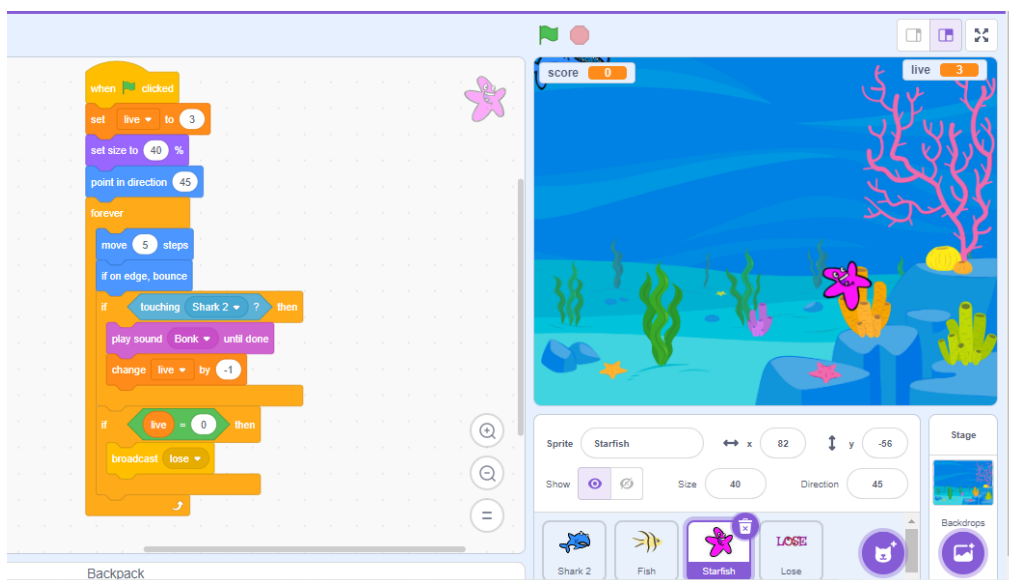 when clicked
set live to 3
set size to 40 %
point in direction 45
forever
move 5 steps
if on edge, bounce
if touching Shark 2 ? then
play sound Bonk until done
change live by -1
if live = 0 then
broadcast lose
Backpack
score 0
live 3
Sprite Starfish x 82 y -56
Show Size 40 Direction 45
Stage
Backdrops
LOSE
Shark 2 Fish Starfish Lose